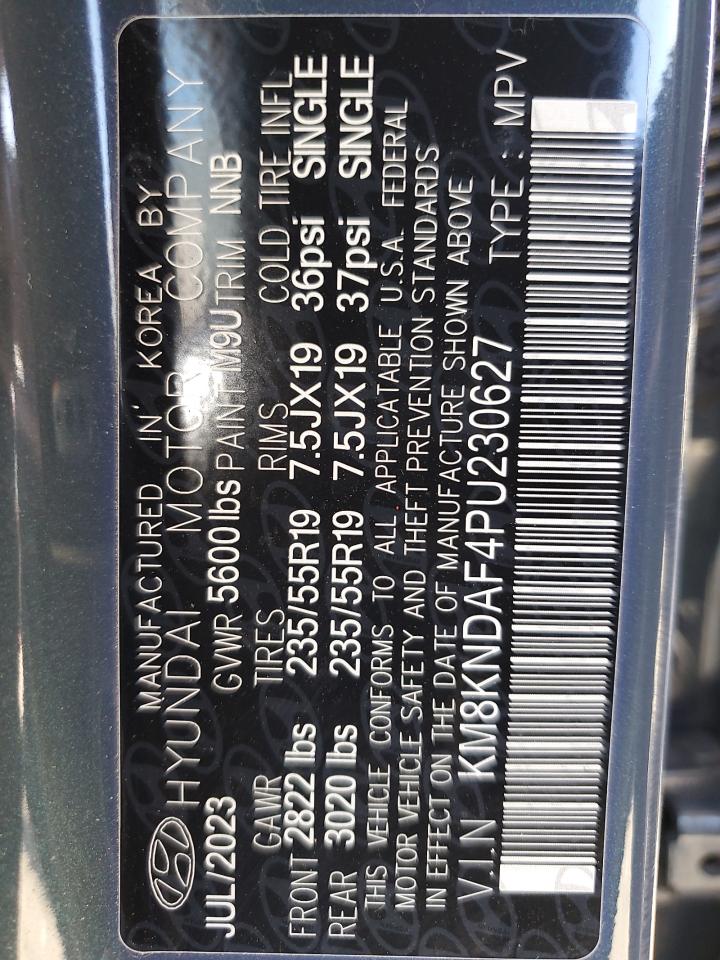 MANUFACTURED IN KOREA BY
HYUNDAI MOTOR COMPANY
JUL/2023 GVWR 5600 lbs PAINT M9U TRIM NNB
GAWR TIRES RIMS COLD TIRE INFL
FRONT 2822 lbs 235/55R19 7.5JX19 36psi SINGLE
REAR 3020 lbs 235/55R19 7.5JX19 37psi SINGLE
THIS VEHICLE CONFORMS TO ALL APPLICATABLE U.S.A. FEDERAL
MOTOR VEHICLE SAFETY AND THEFT PREVENTION STANDARDS
IN EFFECT ON THE DATE OF MANUFACTURE SHOWN ABOVE
V.I.N KM8KNDAF4PU230627 TYPE : MPV